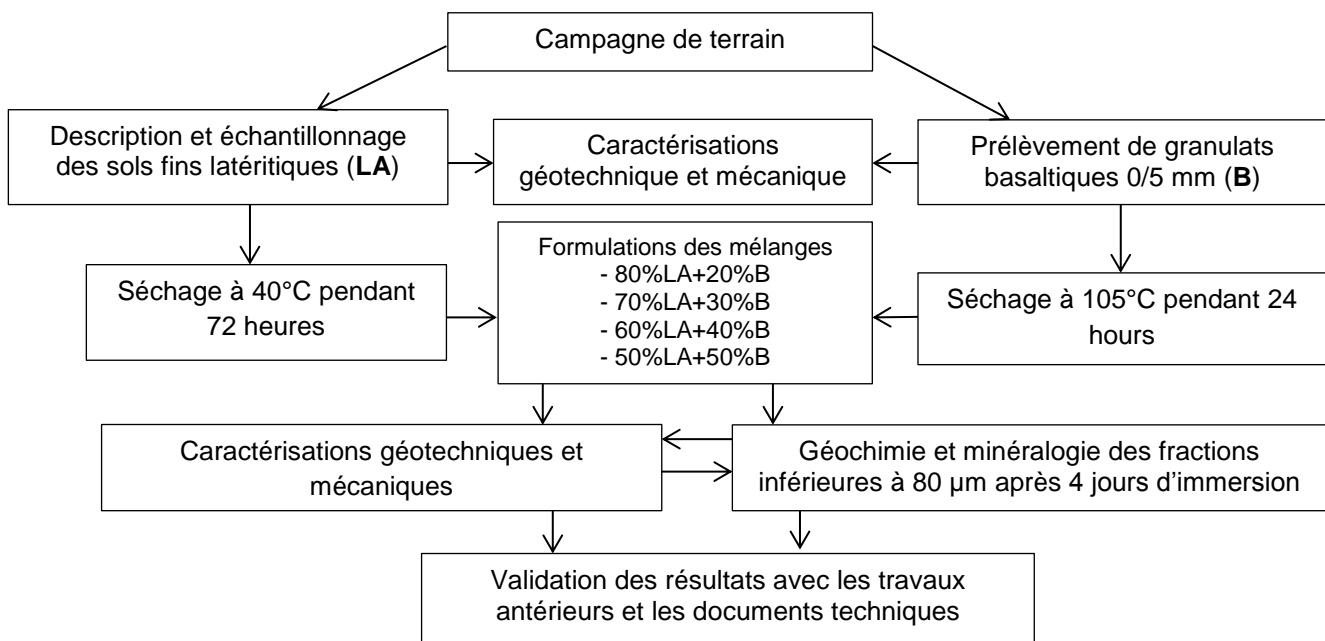 Campagne de terrain
Description et échantillonnage
des sols fins latéritiques (LA)
Caractérisations
géotechnique et mécanique
Prélèvement de granulats
basaltiques 0/5 mm (B)
Séchage à 40°C pendant
72 heures
Formulations des mélanges
- 80%LA+20%B
- 70%LA+30%B
- 60%LA+40%B
- 50%LA+50%B
Séchage à 105°C pendant 24
hours
Caractérisations géotechniques et
mécaniques
Géochimie et minéralogie des fractions
inférieures à 80 µm après 4 jours d’immersion
Validation des résultats avec les travaux
antérieurs et les documents techniques